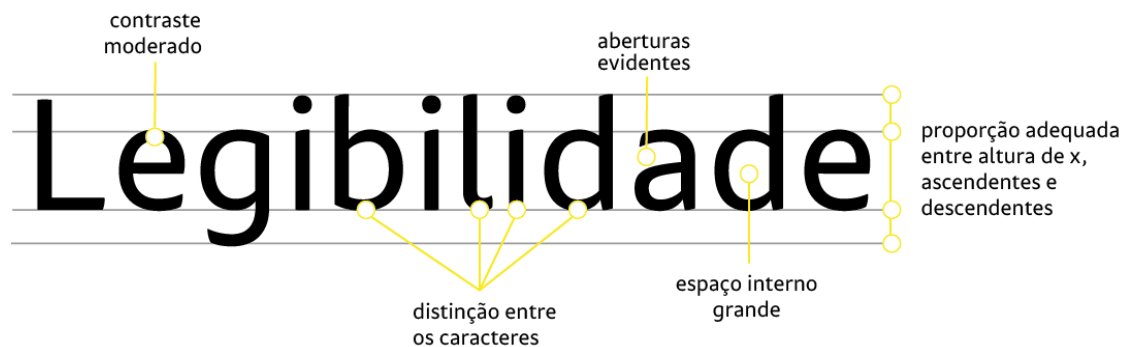 contraste
moderado
aberturas
evidentes
Legibilidade
proporção adequada
entre altura de x,
ascendentes e
descendentes
espaço interno
grande
distinção entre
os caracteres